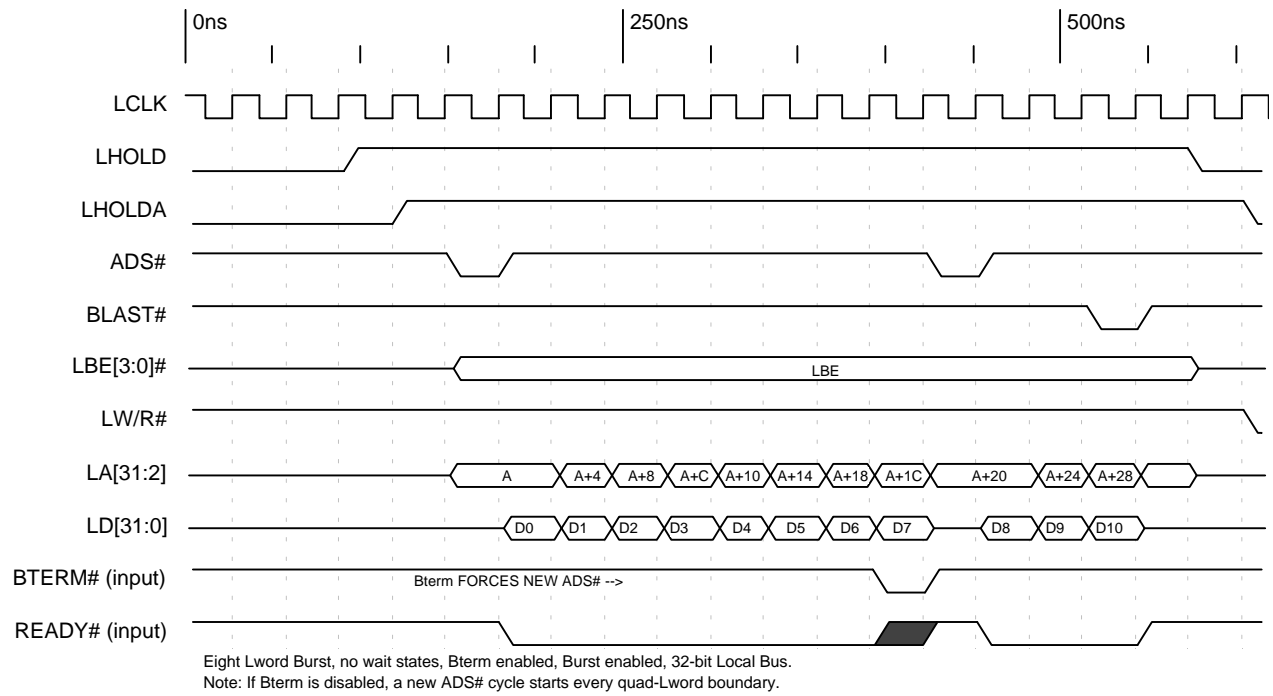 0ns 250ns 500ns
LCLK
LHOLD
LHOLDA
ADS#
BLAST#
LBE[3:0]# LBE
LW/R#
LA[31:2] A A+4 A+8 A+C A+10 A+14 A+18 A+1C A+20 A+24 A+28
LD[31:0] D0 D1 D2 D3 D4 D5 D6 D7 D8 D9 D10
BTERM# (input) Bterm FORCES NEW ADS# -->
READY# (input)
Eight Lword Burst, no wait states, Bterm enabled, Burst enabled, 32-bit Local Bus.
Note: If Bterm is disabled, a new ADS# cycle starts every quad-Lword boundary.